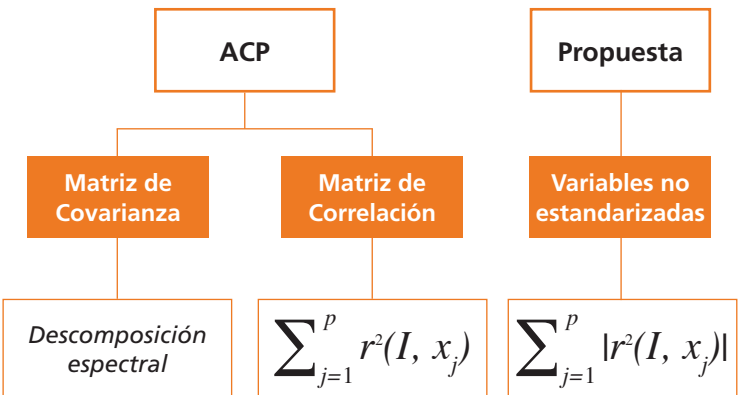 ACP
Propuesta
Matriz de
Covarianza
Matriz de
Correlación
Variables no
estandarizadas
Descomposición
espectral
∑_{j=1}^{p} r²(I, x_j)
∑_{j=1}^{p} |r²(I, x_j)|